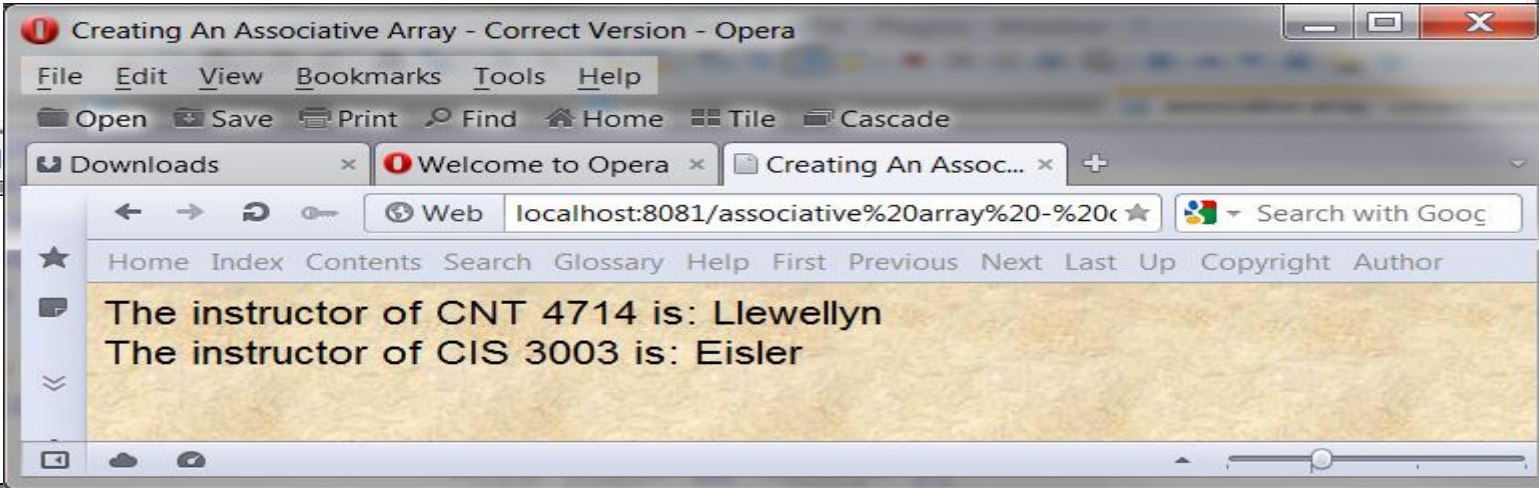 Creating An Associative Array - Correct Version - Opera
File Edit View Bookmarks Tools Help
Open Save Print Find Home Tile Cascade
Downloads Welcome to Opera Creating An Assoc...
Web localhost:8081/associative%20array%20-%20c Search with Goog
Home Index Contents Search Glossary Help First Previous Next Last Up Copyright Author
The instructor of CNT 4714 is: Llewellyn
The instructor of CIS 3003 is: Eisler